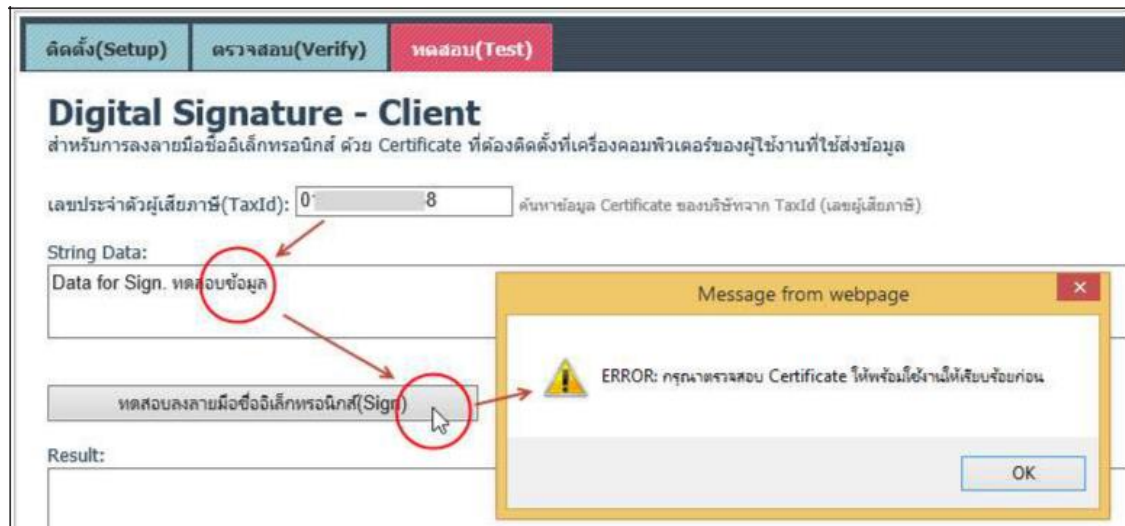 ติดตั้ง(Setup) ตรวจสอบ(Verify) ทดสอบ(Test)
Digital Signature - Client
สำหรับการลงลายมือชื่ออิเล็กทรอนิกส์ ด้วย Certificate ที่ต้องติดตั้งที่เครื่องคอมพิวเตอร์ของผู้ใช้งานที่ใช้ส่งข้อมูล
เลขประจำตัวผู้เสียภาษี(TaxId): 0 8 ค้นหาข้อมูล Certificate ของบริษัทจาก TaxId (เลขผู้เสียภาษี)
String Data:
Data for Sign. ทดสอบข้อมูล
Message from webpage
ERROR: กรุณาตรวจสอบ Certificate ให้พร้อมใช้งานให้เรียบร้อยก่อน
OK
ทดสอบลงลายมือชื่ออิเล็กทรอนิกส์(Sign)
Result: